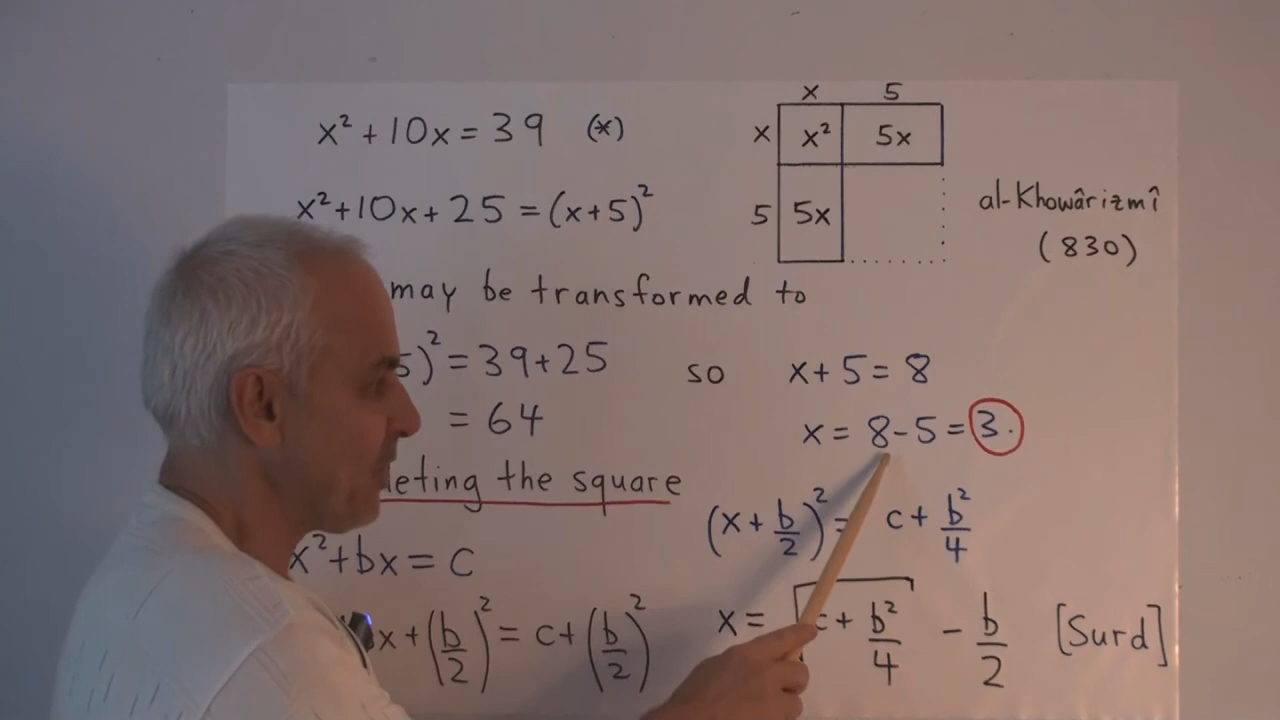 x² + 10x = 39 (*)
x² + 10x + 25 = (x+5)²
x 5
x x² 5x
5 5x
al-Khowârizmî
(830)
may be transformed to
)² = 39+25 so x + 5 = 8
= 64 x = 8 - 5 = 3.
the square
(x + b/2)² = c + b²/4
x² + bx = c
x + (b/2)² = c + (b/2)²
x = √ c + b²/4 - b/2 [Surd]